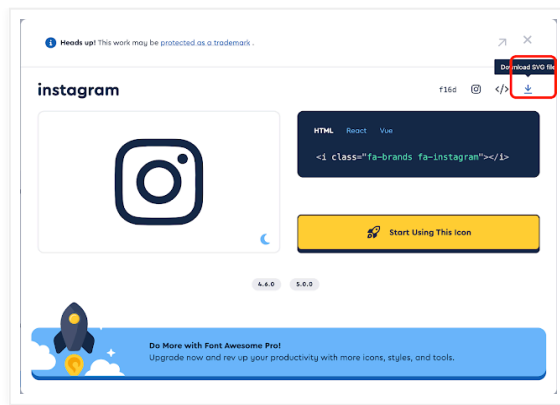 Heads up! This work may be protected as a trademark .
Download SVG file
instagram
f16d
</>
HTML React Vue
<i class="fa-brands fa-instagram"></i>
Start Using This Icon
4.6.0 5.0.0
Do More with Font Awesome Pro!
Upgrade now and rev up your productivity with more icons, styles, and tools.